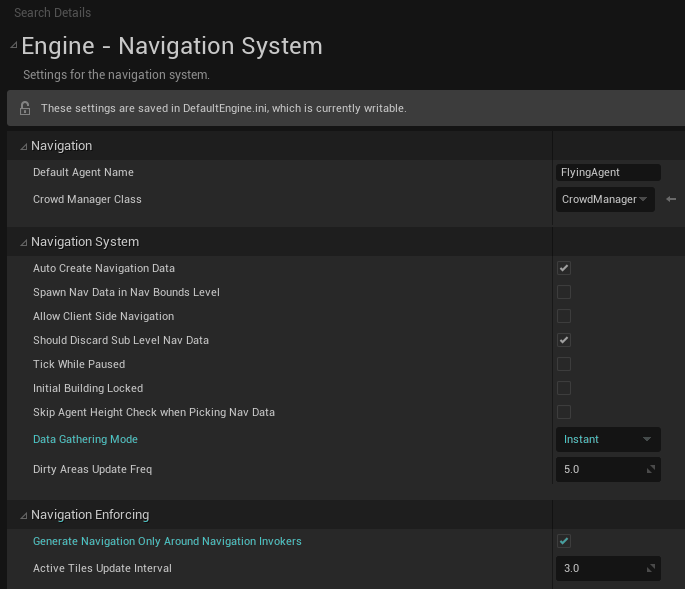 Search Details
Engine - Navigation System
Settings for the navigation system.
These settings are saved in DefaultEngine.ini, which is currently writable.
Navigation
Default Agent Name FlyingAgent
Crowd Manager Class CrowdManager
Navigation System
Auto Create Navigation Data
Spawn Nav Data in Nav Bounds Level
Allow Client Side Navigation
Should Discard Sub Level Nav Data
Tick While Paused
Initial Building Locked
Skip Agent Height Check when Picking Nav Data
Data Gathering Mode Instant
Dirty Areas Update Freq 5.0
Navigation Enforcing
Generate Navigation Only Around Navigation Invokers
Active Tiles Update Interval 3.0